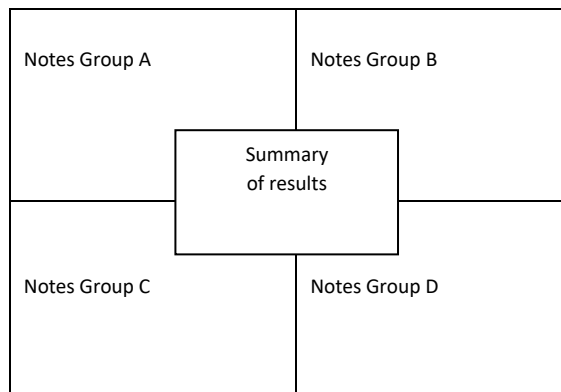 Notes Group A
Notes Group B
Summary
of results
Notes Group C
Notes Group D